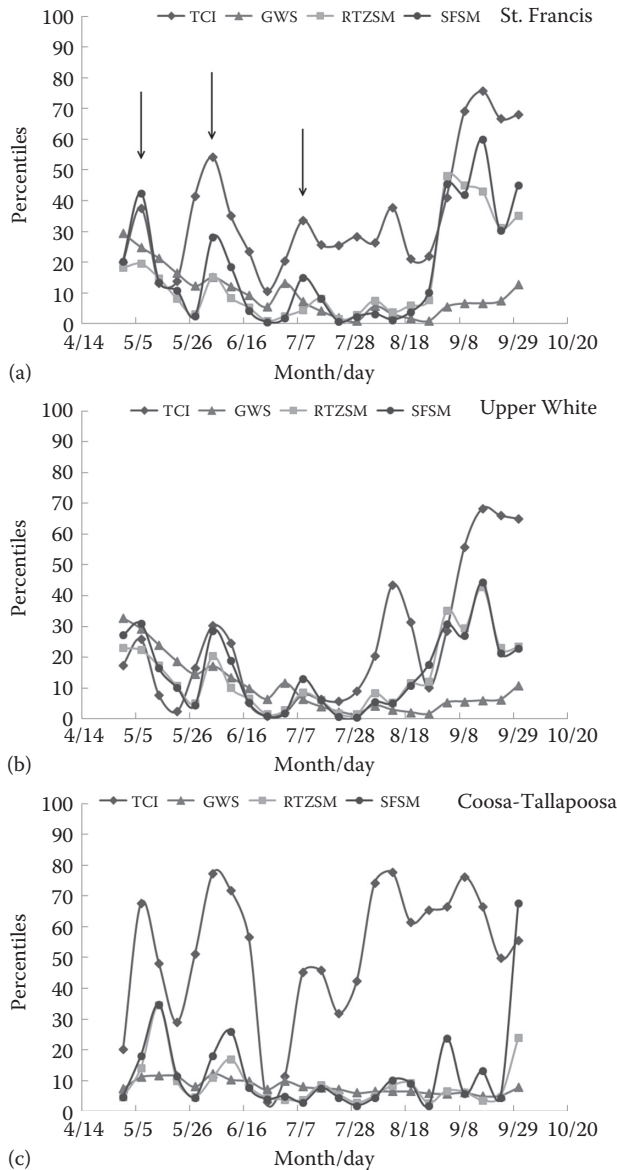 TCI GWS RTZSM SFSM St. Francis
100
90
80
70
60
50
40
30
20
10
0
Percentiles
4/14 5/5 5/26 6/16 7/7 7/28 8/18 9/8 9/29 10/20
(a) Month/day
TCI GWS RTZSM SFSM Upper White
100
90
80
70
60
50
40
30
20
10
0
Percentiles
4/14 5/5 5/26 6/16 7/7 7/28 8/18 9/8 9/29 10/20
(b) Month/day
TCI GWS RTZSM SFSM Coosa-Tallapoosa
100
90
80
70
60
50
40
30
20
10
0
Percentiles
4/14 5/5 5/26 6/16 7/7 7/28 8/18 9/8 9/29 10/20
(c) Month/day